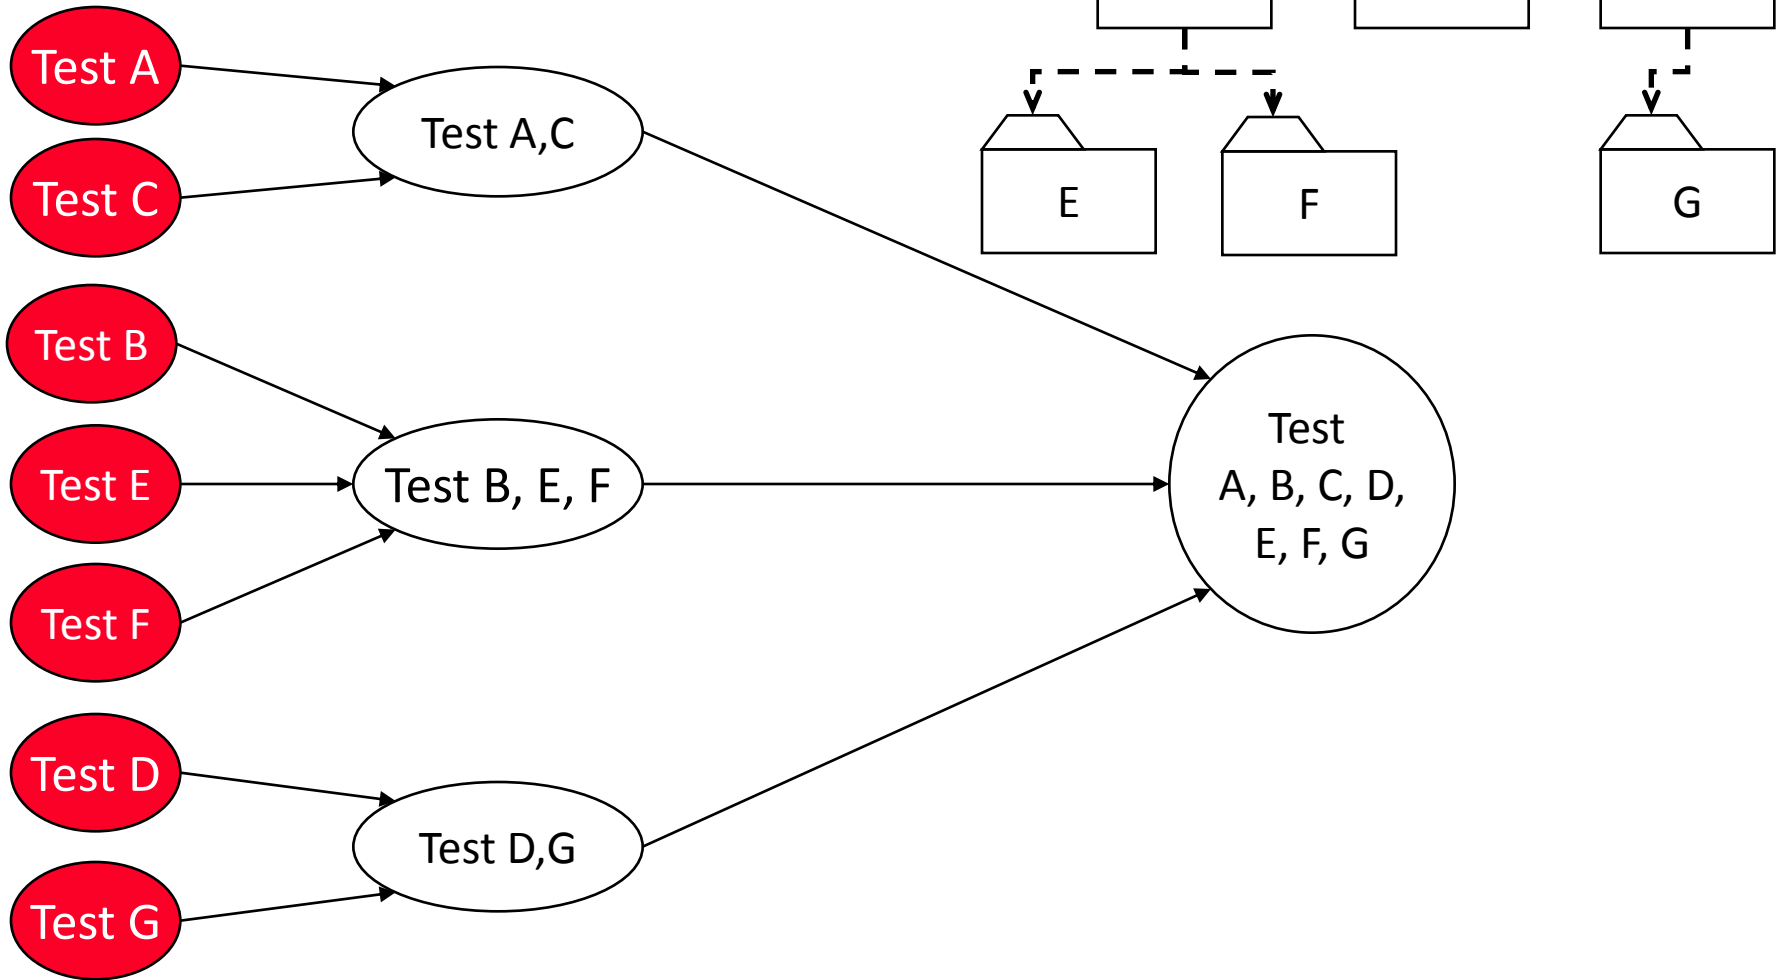 Test A
Test C
Test B
Test E
Test F
Test D
Test G
Test A,C
Test B, E, F
Test D,G
Test
A, B, C, D,
E, F, G
E
F
G